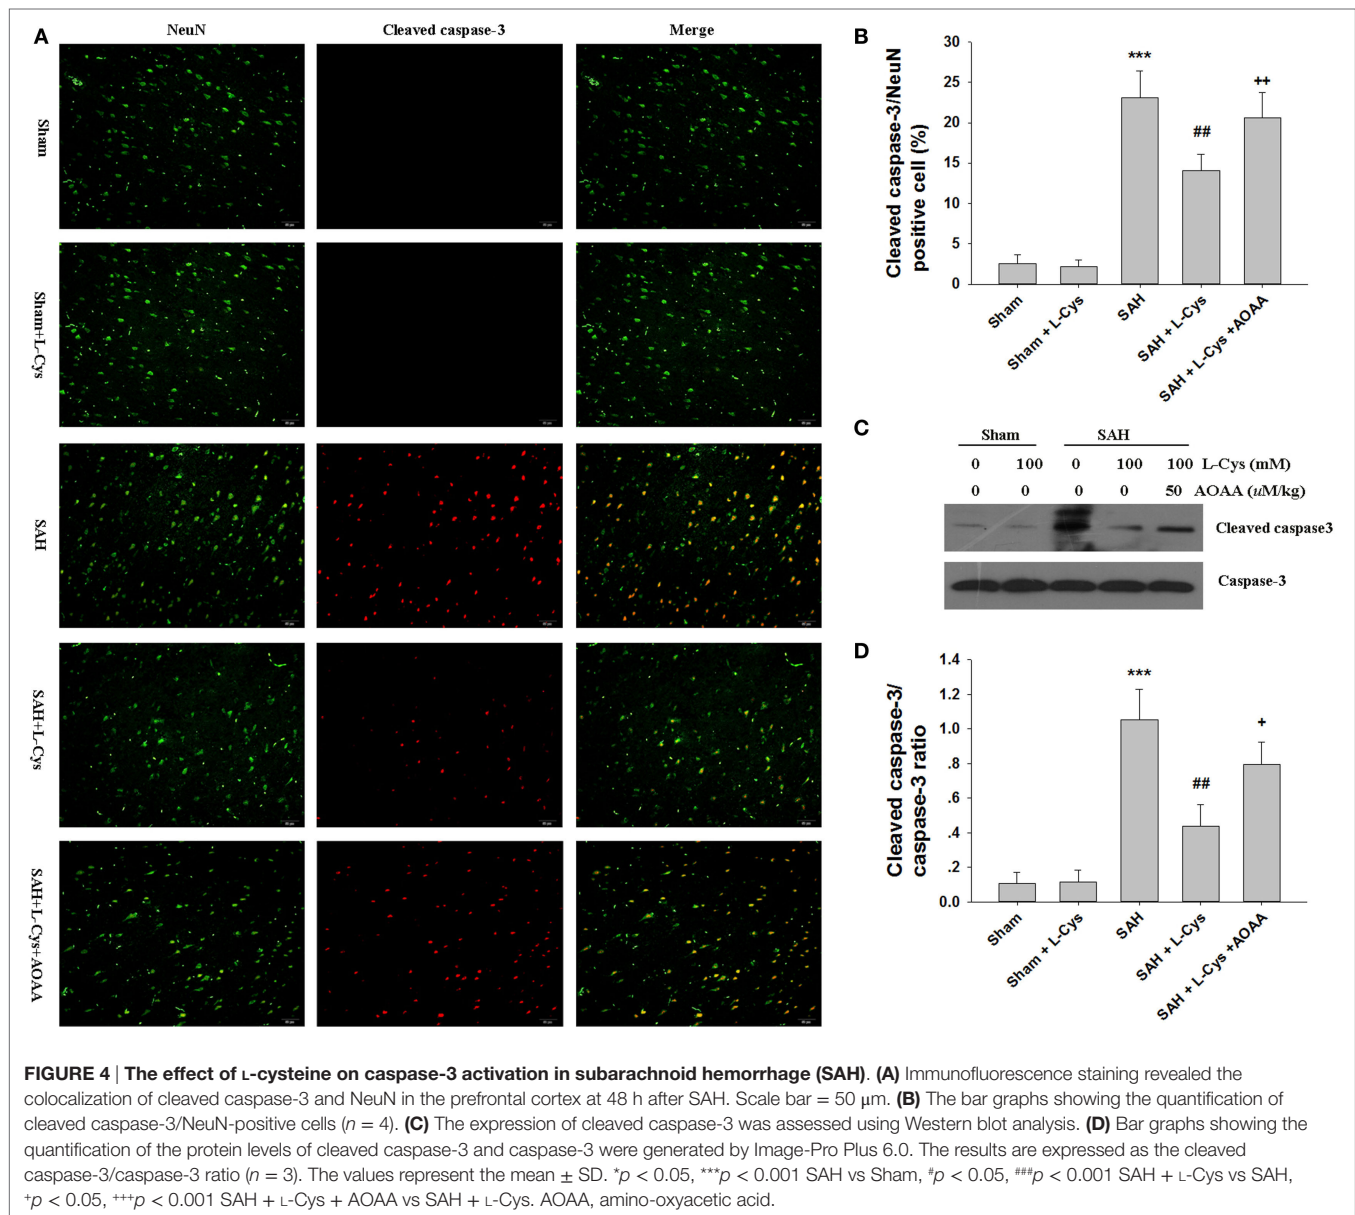 A
NeuN
Cleaved caspase-3
Merge
Sham
Sham+L-Cys
SAH
SAH+L-Cys
SAH+L-Cys+AOAA
B
Cleaved caspase-3/NeuN
positive cell (%)
30
25
20
15
10
5
0
***
##
++
Sham
Sham + L-Cys
SAH
SAH + L-Cys
SAH + L-Cys +AOAA
C
Sham SAH
0 100 0 100 100 L-Cys (mM)
0 0 0 0 50 AOAA (uM/kg)
Cleaved caspase3
Caspase-3
D
Cleaved caspase-3/
caspase-3 ratio
1.4
1.2
1.0
.8
.6
.4
.2
0.0
***
##
+
Sham
Sham + L-Cys
SAH
SAH + L-Cys
SAH + L-Cys +AOAA
FIGURE 4 | The effect of L-cysteine on caspase-3 activation in subarachnoid hemorrhage (SAH). (A) Immunofluorescence staining revealed the
colocalization of cleaved caspase-3 and NeuN in the prefrontal cortex at 48 h after SAH. Scale bar = 50 μm. (B) The bar graphs showing the quantification of
cleaved caspase-3/NeuN-positive cells (n = 4). (C) The expression of cleaved caspase-3 was assessed using Western blot analysis. (D) Bar graphs showing the
quantification of the protein levels of cleaved caspase-3 and caspase-3 were generated by Image-Pro Plus 6.0. The results are expressed as the cleaved
caspase-3/caspase-3 ratio (n = 3). The values represent the mean ± SD. *p < 0.05, ***p < 0.001 SAH vs Sham, #p < 0.05, ###p < 0.001 SAH + L-Cys vs SAH,
+p < 0.05, +++p < 0.001 SAH + L-Cys + AOAA vs SAH + L-Cys. AOAA, amino-oxyacetic acid.